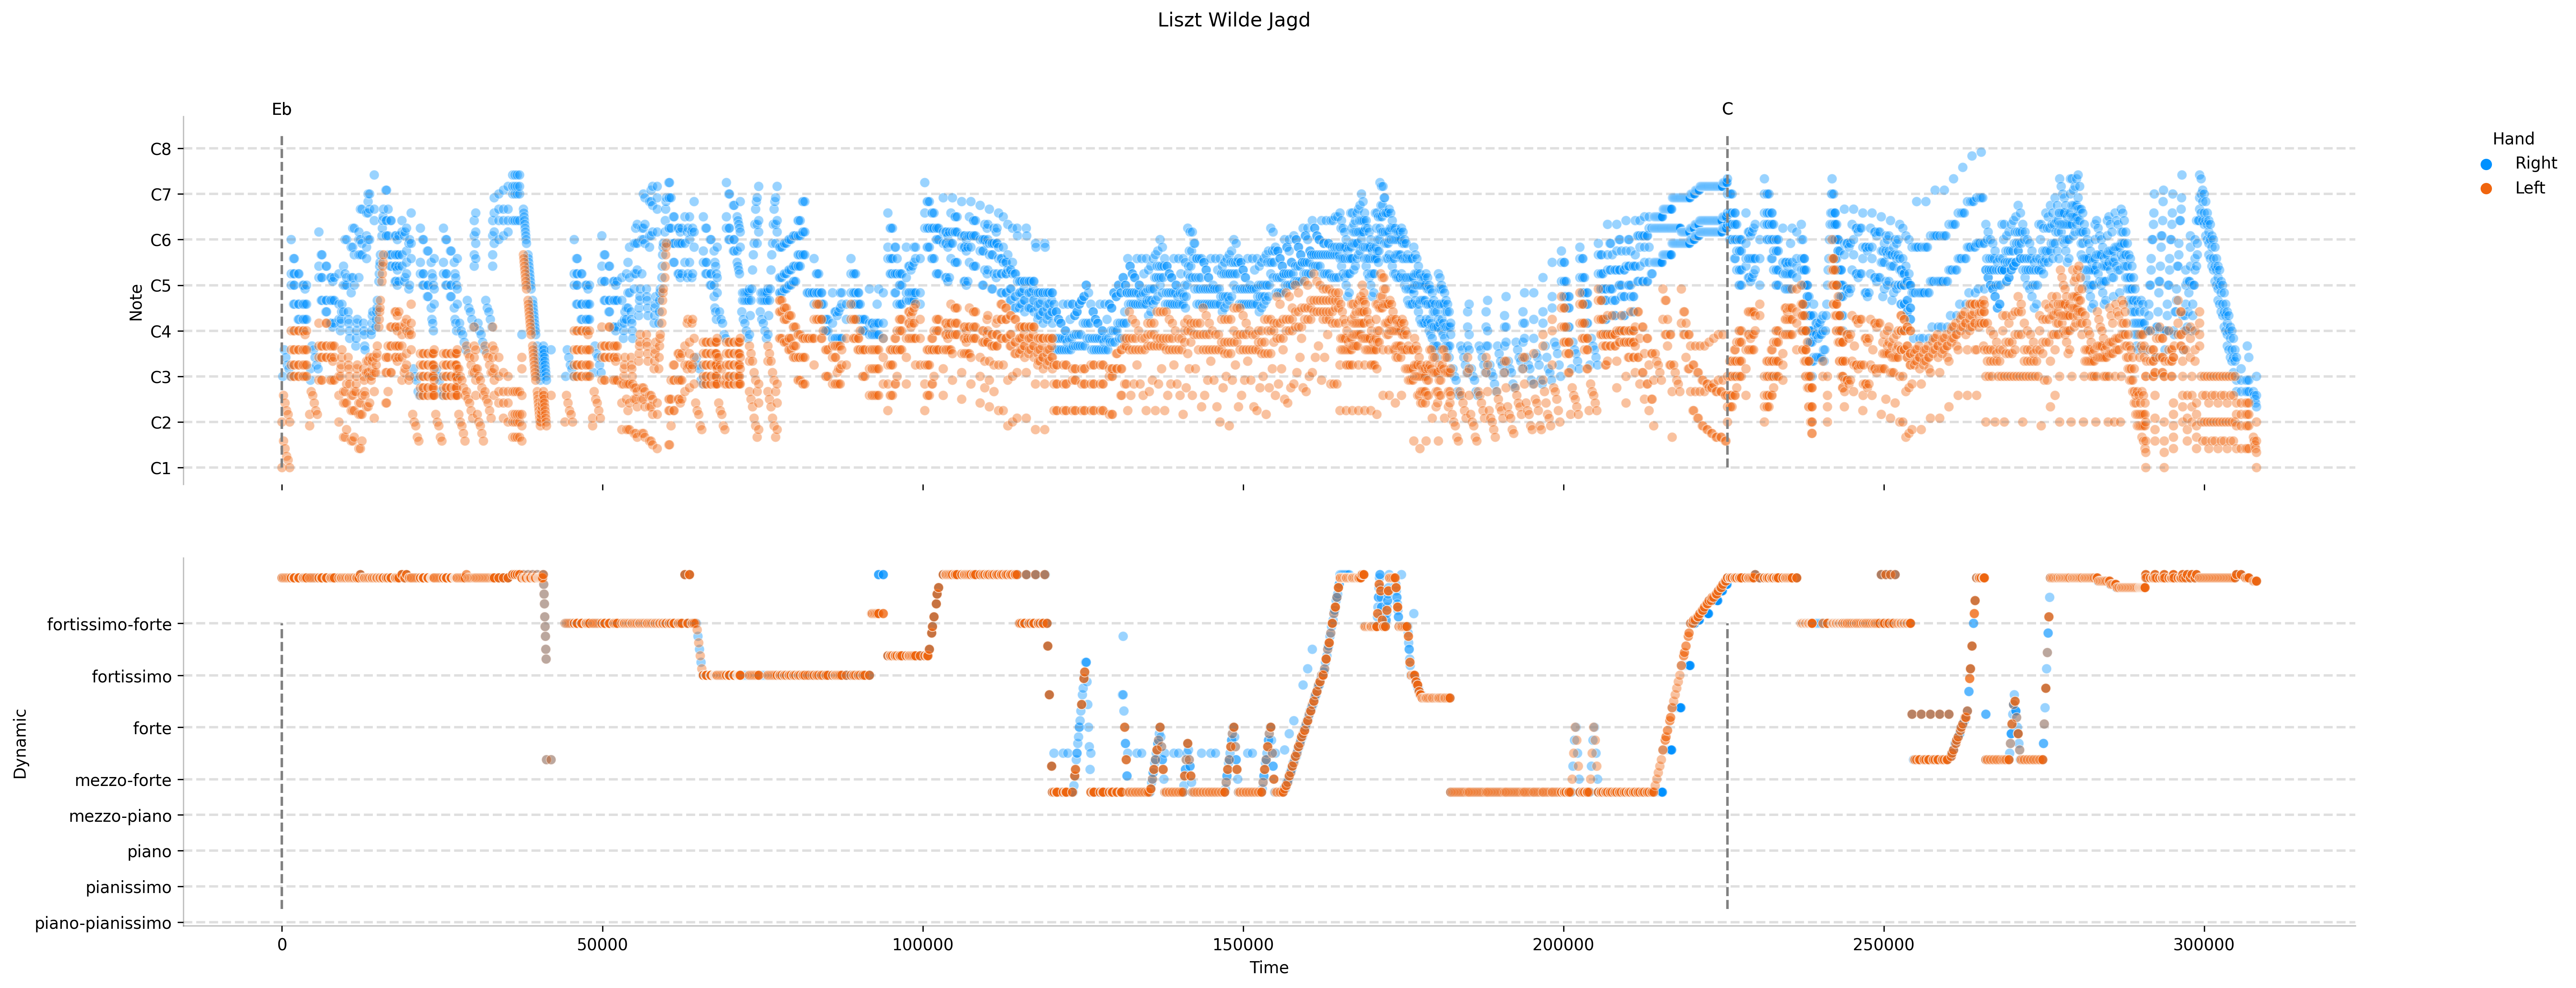 Liszt Wilde Jagd
Eb
C
Hand
Right
Left
Note
C8
C7
C6
C5
C4
C3
C2
C1
Dynamic
fortissimo-forte
fortissimo
forte
mezzo-forte
mezzo-piano
piano
pianissimo
piano-pianissimo
0
50000
100000
150000
200000
250000
300000
Time